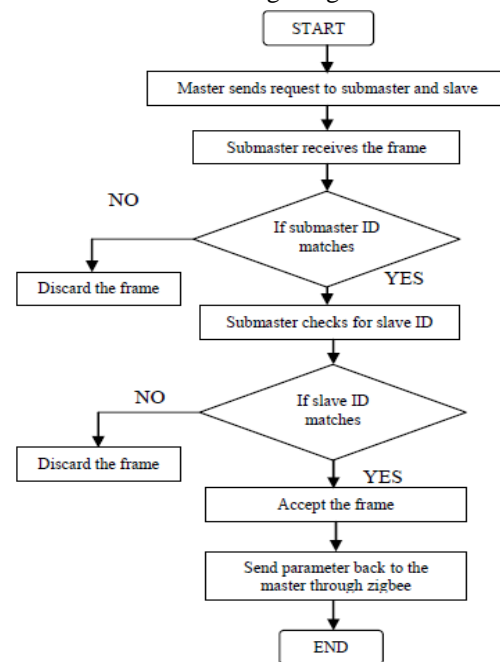 START
Master sends request to submaster and slave
Submaster receives the frame
NO
If submaster ID
matches
YES
Discard the frame
Submaster checks for slave ID
NO
If slave ID
matches
Discard the frame
YES
Accept the frame
Send parameter back to the
master through zigbee
END